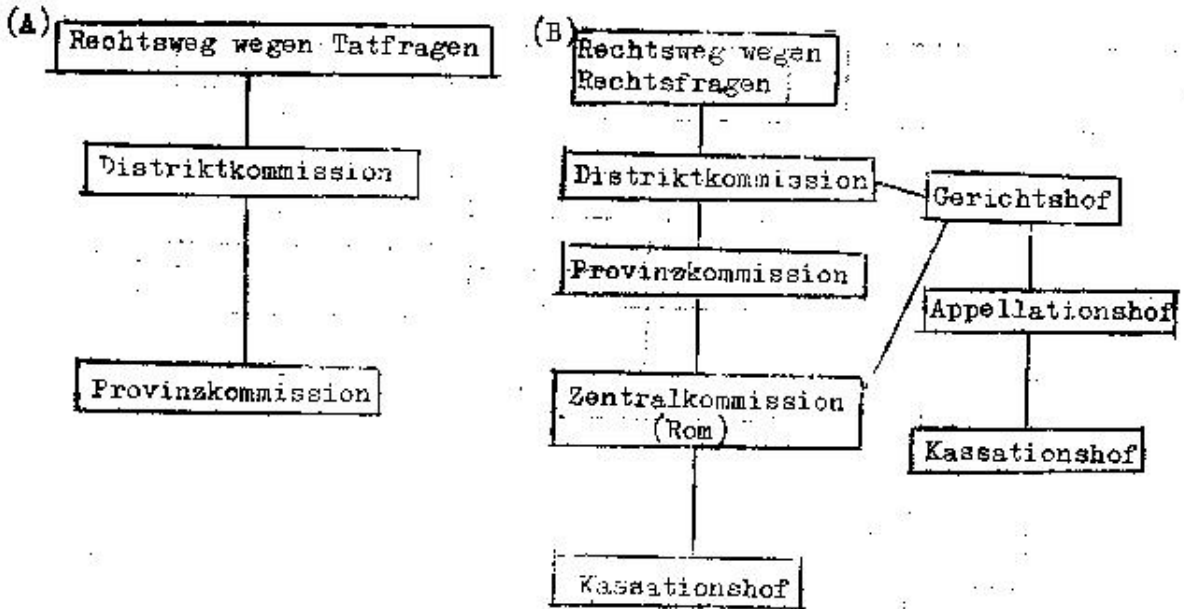 (A)
Rechtsweg wegen Tatfragen
Distriktkommission
Provinzkommission
(B)
Rechtsweg wegen
Rechtsfragen
Distriktkommission
Gerichtshof
Provinzkommission
Appellationshof
Zentralkommission
(Rom)
Kassationshof
Kassationshof